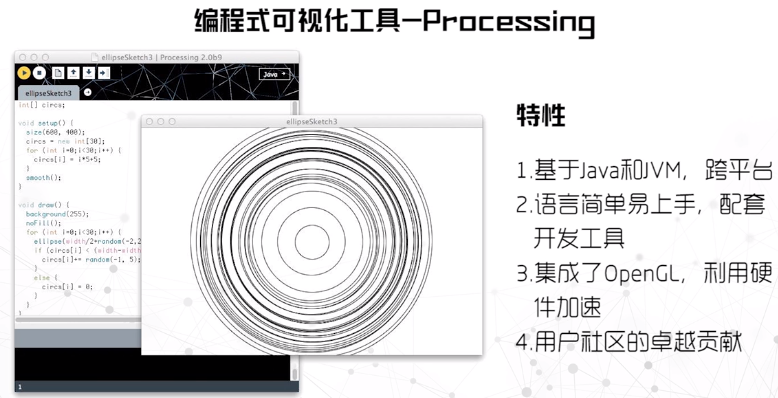 编程式可视化工具-Processing
ellipseSketch3 | Processing 2.0b9
Java
ellipseSketch3
int[] circs;
void setup() {
size(600, 400);
circs = new int[30];
for (int i=0;i<30;i++) {
circs[i] = i*5+5;
}
smooth();
}
void draw() {
background(255);
noFill();
for (int i=0;i<30;i++) {
ellipse(width/2+random(-2,2
if (circs[i] < (width-widt
circs[i]+= random(-1, 5);
}
else {
circs[i] = 0;
}
}
1
ellipseSketch3
特性
1.基于Java和JVM，跨平台
2.语言简单易上手，配套
开发工具
3.集成了OpenGL，利用硬
件加速
4.用户社区的卓越贡献